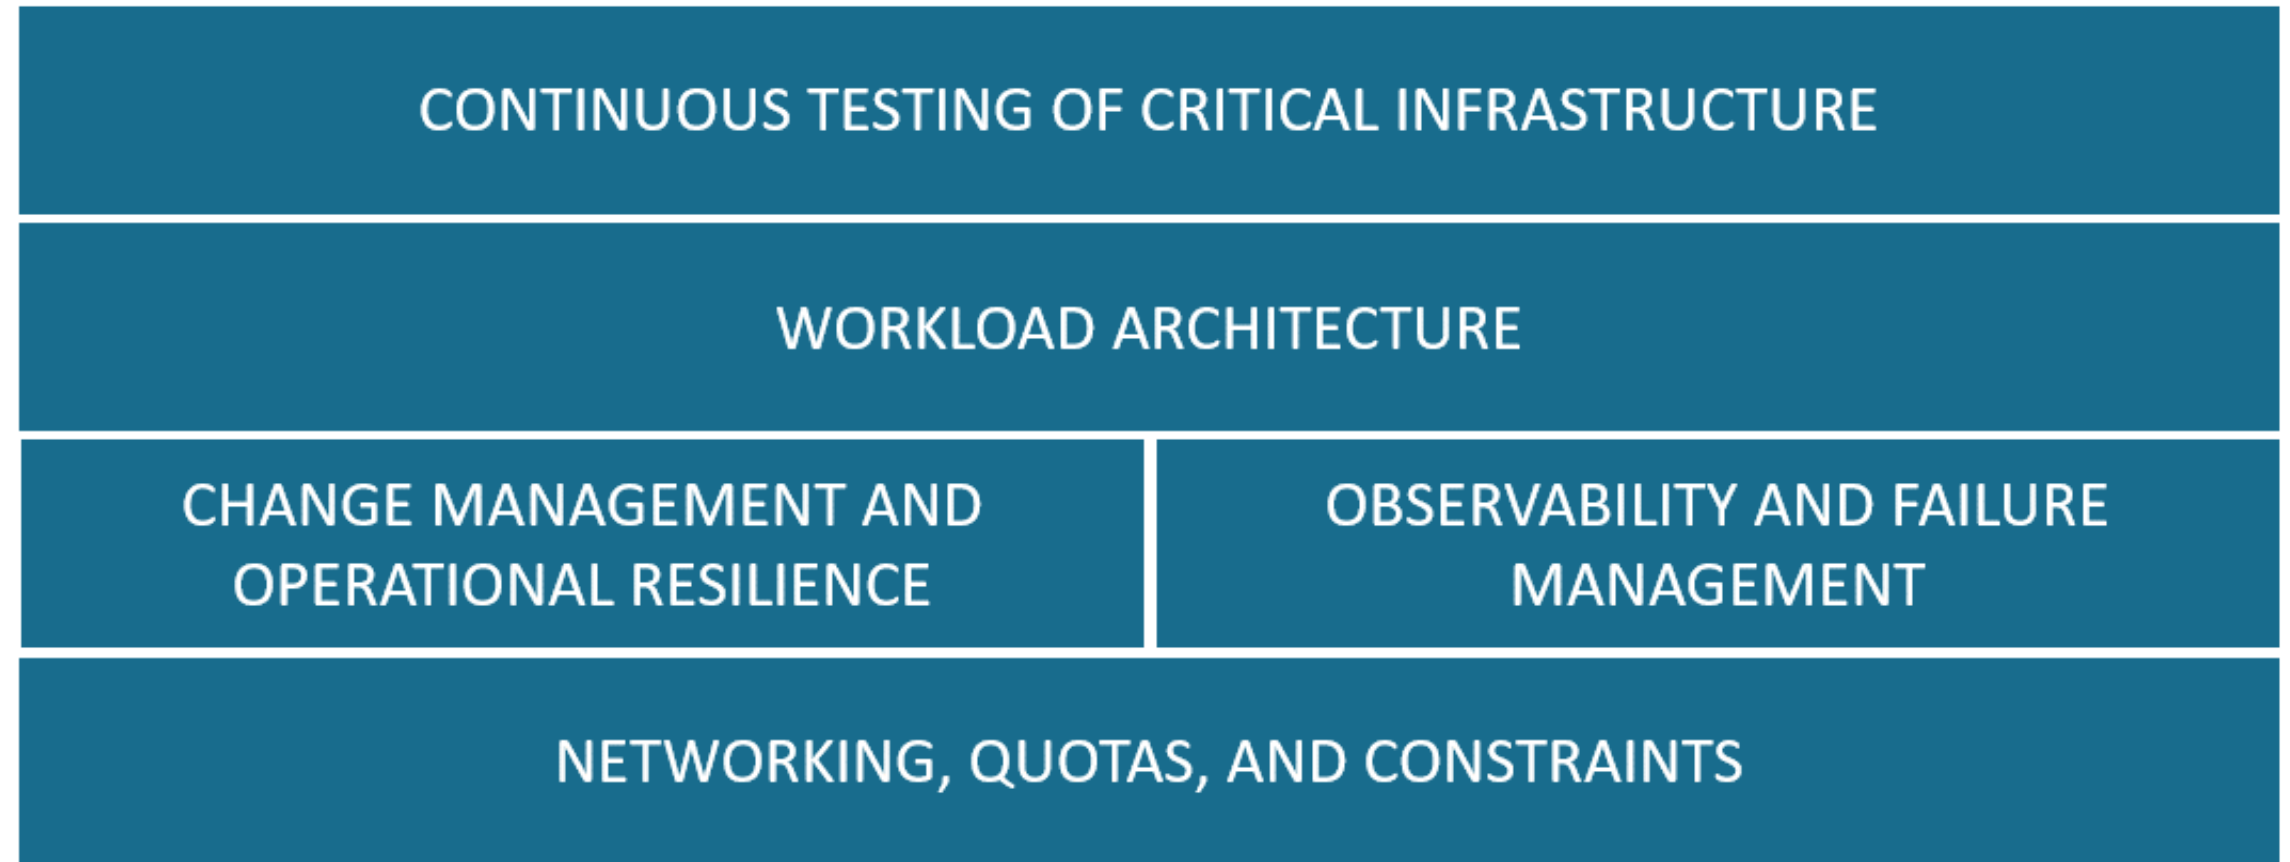 CONTINUOUS TESTING OF CRITICAL INFRASTRUCTURE
WORKLOAD ARCHITECTURE
CHANGE MANAGEMENT AND
OPERATIONAL RESILIENCE
OBSERVABILITY AND FAILURE
MANAGEMENT
NETWORKING, QUOTAS, AND CONSTRAINTS